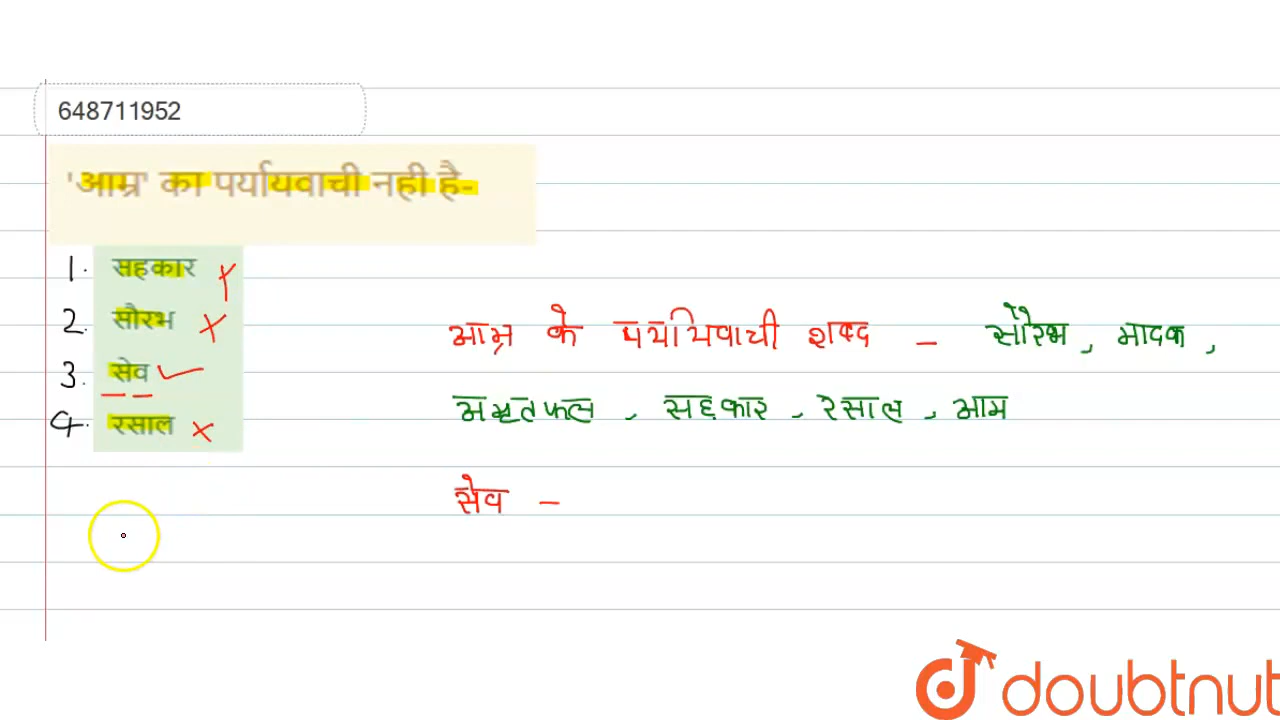 648711952
'आम्र' का पर्यायवाची नही है-
1. सहकार
2. सौरभ
3. सेव
4. रसाल
आम्र के पर्यायवाची शब्द - सौरभ, मादक,
अमृतफल, सहकार, रसाल, आम
सेव -
doubtnut